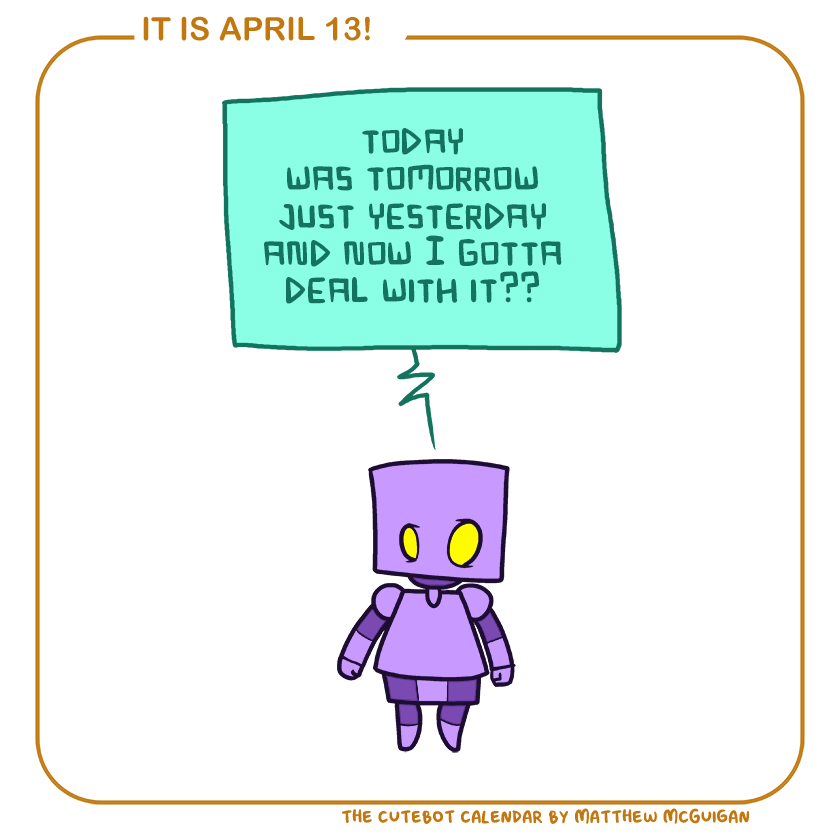 IT IS APRIL 13!
TODAY
WAS TOMORROW
JUST YESTERDAY
AND NOW I GOTTA
DEAL WITH IT??
THE CUTEBOT CALENDAR BY MATTHEW MCGUIGAN